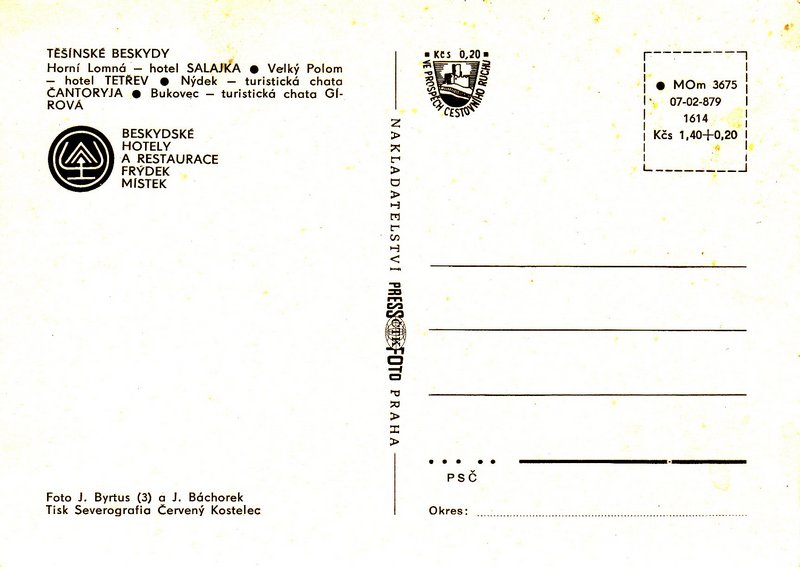 TĚŠÍNSKÉ BESKYDY
Horní Lomná – hotel SALAJKA ● Velký Polom
– hotel TETŘEV ● Nýdek – turistická chata
ČANTORYJA ● Bukovec – turistická chata GÍ-
ROVÁ
BESKYDSKÉ
HOTELY
A RESTAURACE
FRÝDEK
MÍSTEK
Foto J. Byrtus (3) a J. Báchorek
Tisk Severografia Červený Kostelec
NAKLADATELSTVÍ PRESSFOTO PRAHA
ČTK
Kčs 0,20
VE PROSPĚCH CESTOVNÍHO RUCHU
● MOm 3675
07-02-879
1614
Kčs 1,40+0,20
PSČ
Okres: